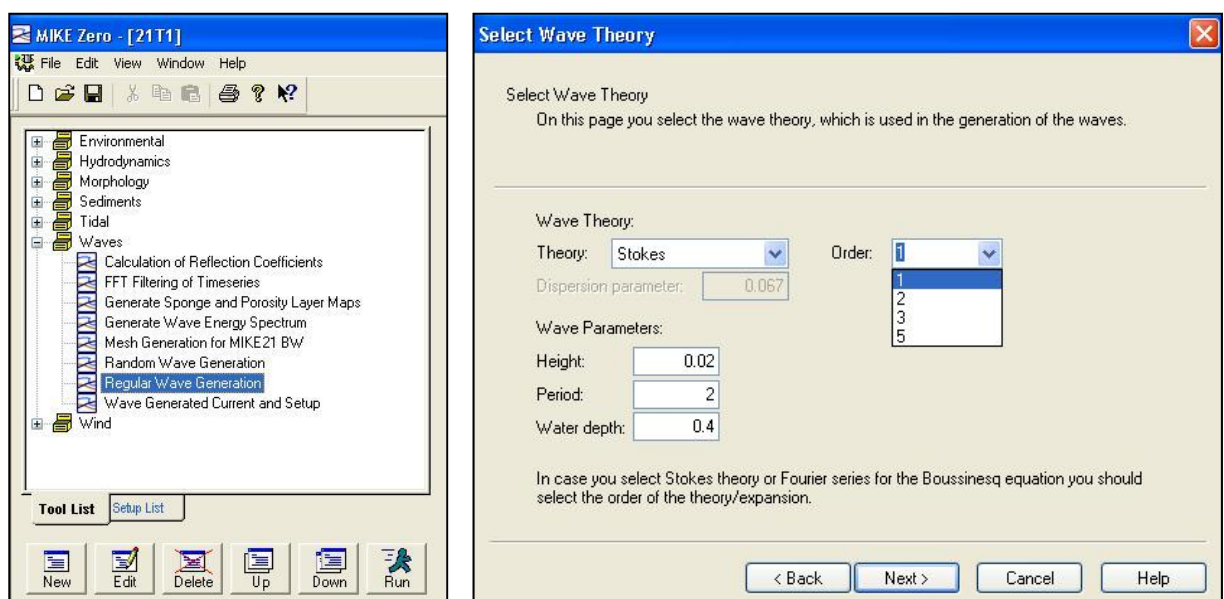 MIKE Zero - [21T1]
File Edit View Window Help
Environmental
Hydrodynamics
Morphology
Sediments
Tidal
Waves
Calculation of Reflection Coefficients
FFT Filtering of Timeseries
Generate Sponge and Porosity Layer Maps
Generate Wave Energy Spectrum
Mesh Generation for MIKE21 BW
Random Wave Generation
Regular Wave Generation
Wave Generated Current and Setup
Wind
Tool List Setup List
New Edit Delete Up Down Run
Select Wave Theory
Select Wave Theory
On this page you select the wave theory, which is used in the generation of the waves.
Wave Theory:
Theory: Stokes Order: 1
Dispersion parameter: 0.067
1
2
3
5
Wave Parameters:
Height: 0.02
Period: 2
Water depth: 0.4
In case you select Stokes theory or Fourier series for the Boussinesq equation you should
select the order of the theory/expansion.
< Back Next > Cancel Help